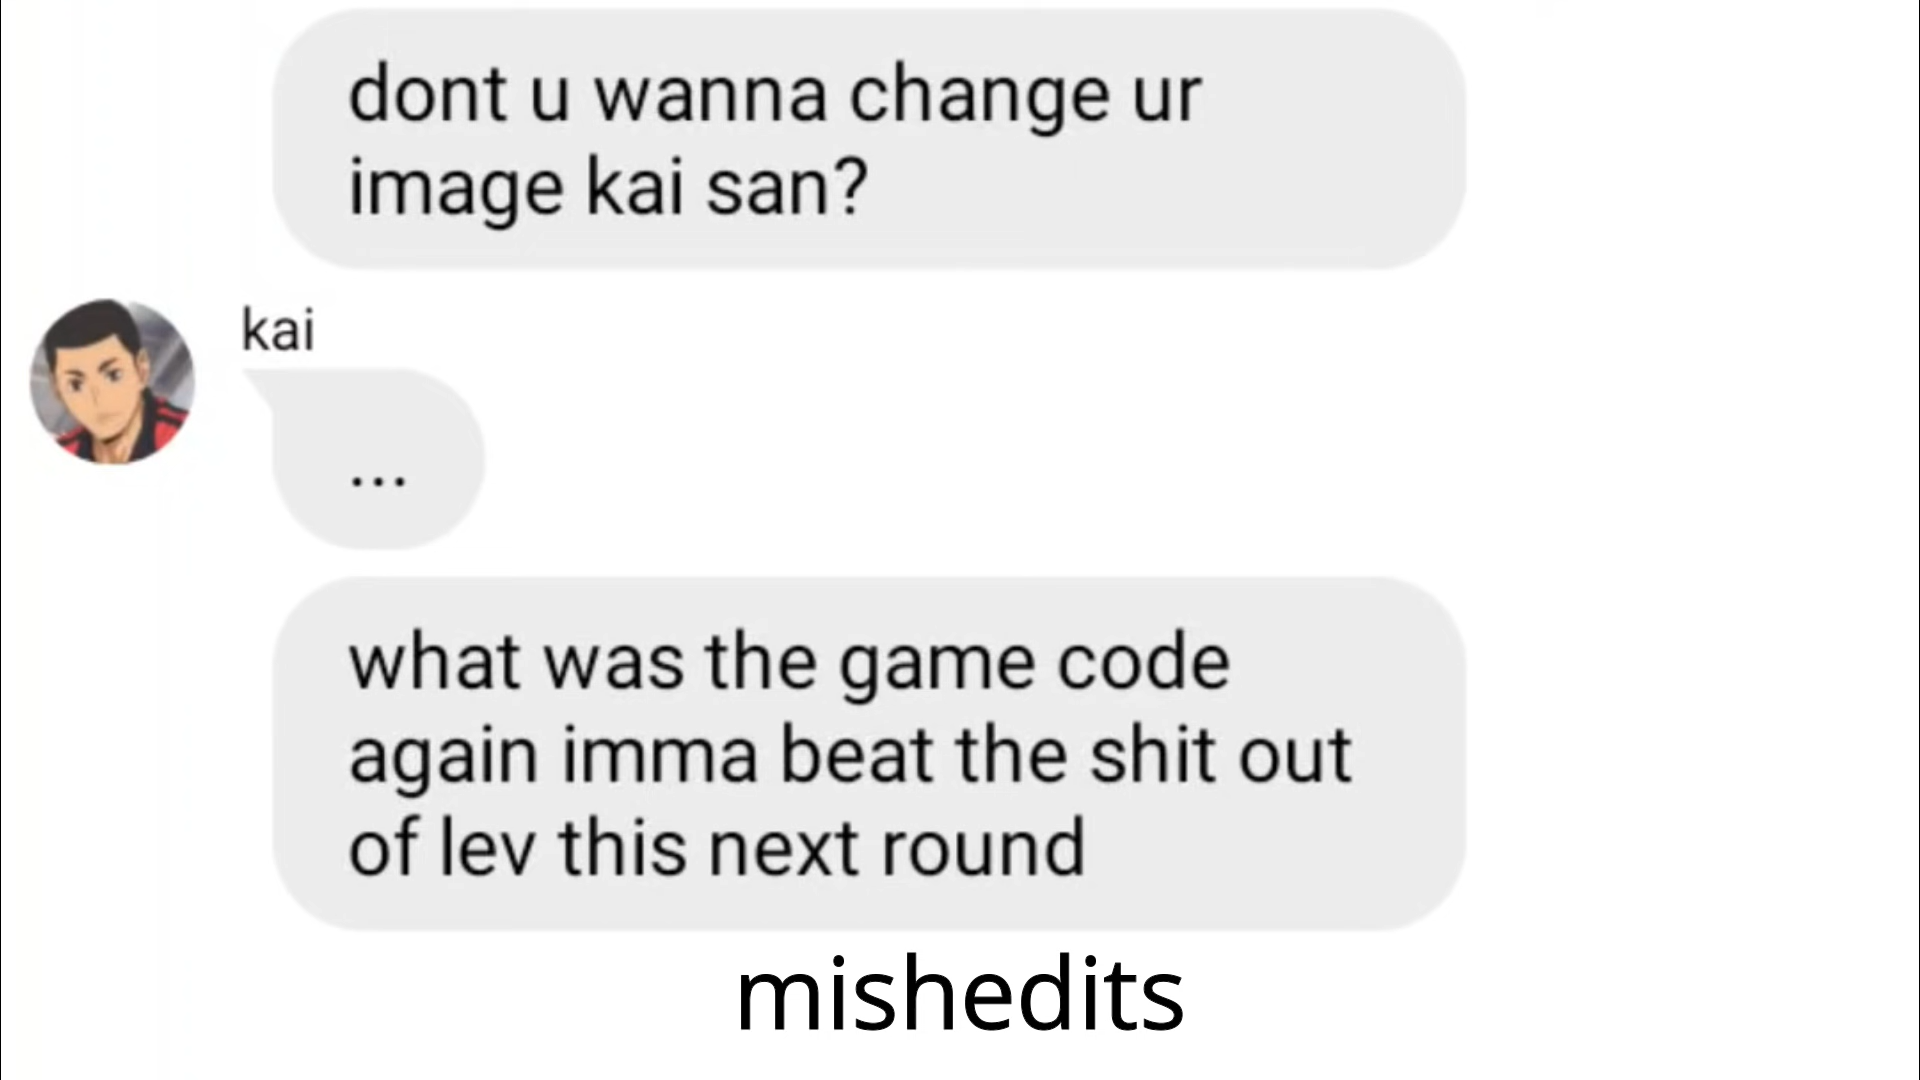 dont u wanna change ur
image kai san?
kai
...
what was the game code
again imma beat the shit out
of lev this next round
mishedits